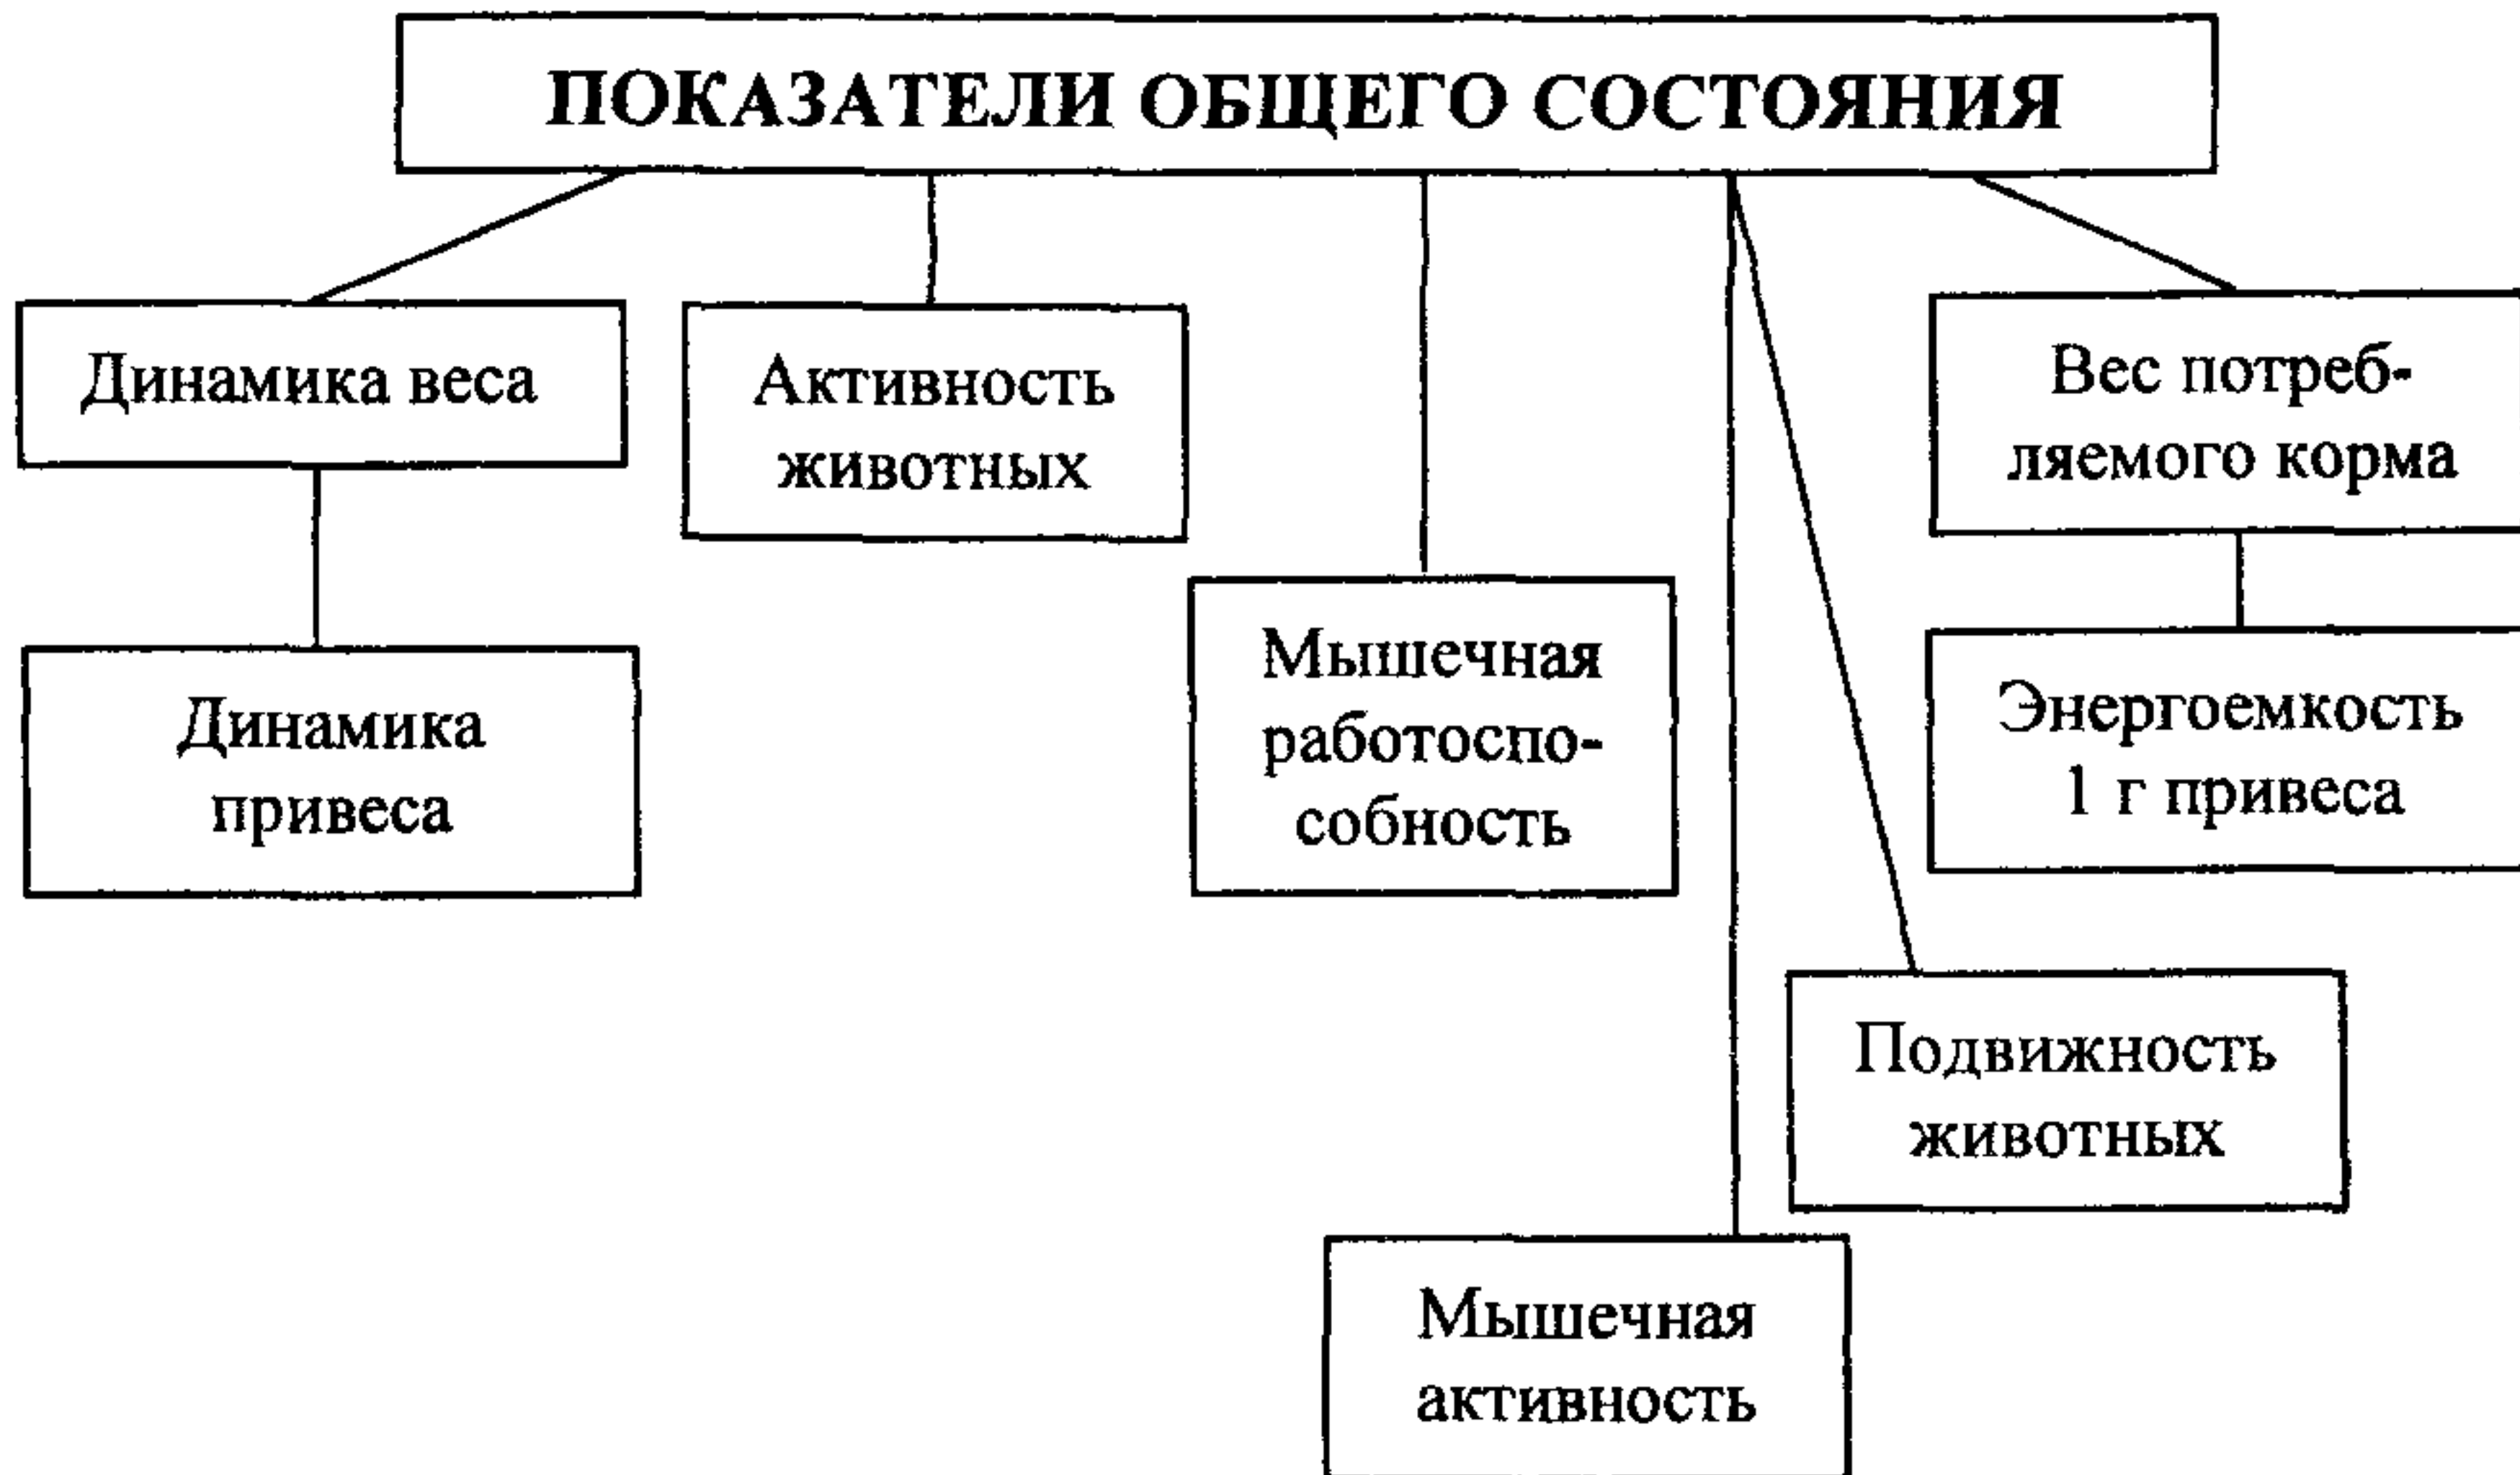 ПОКАЗАТЕЛИ ОБЩЕГО СОСТОЯНИЯ
Динамика веса
Активность
животных
Вес потреб-
ляемого корма
Динамика
привеса
Мышечная
работоспо-
собность
Энергоемкость
1 г привеса
Подвижность
животных
Мышечная
активность